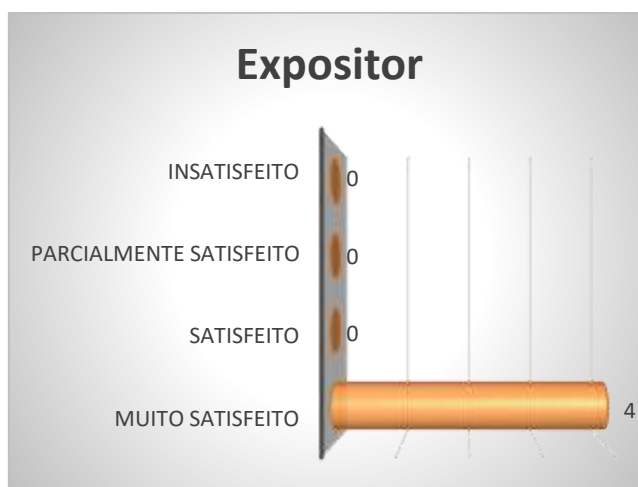 Expositor
INSATISFEITO 0
PARCIALMENTE SATISFEITO 0
SATISFEITO 0
MUITO SATISFEITO 4